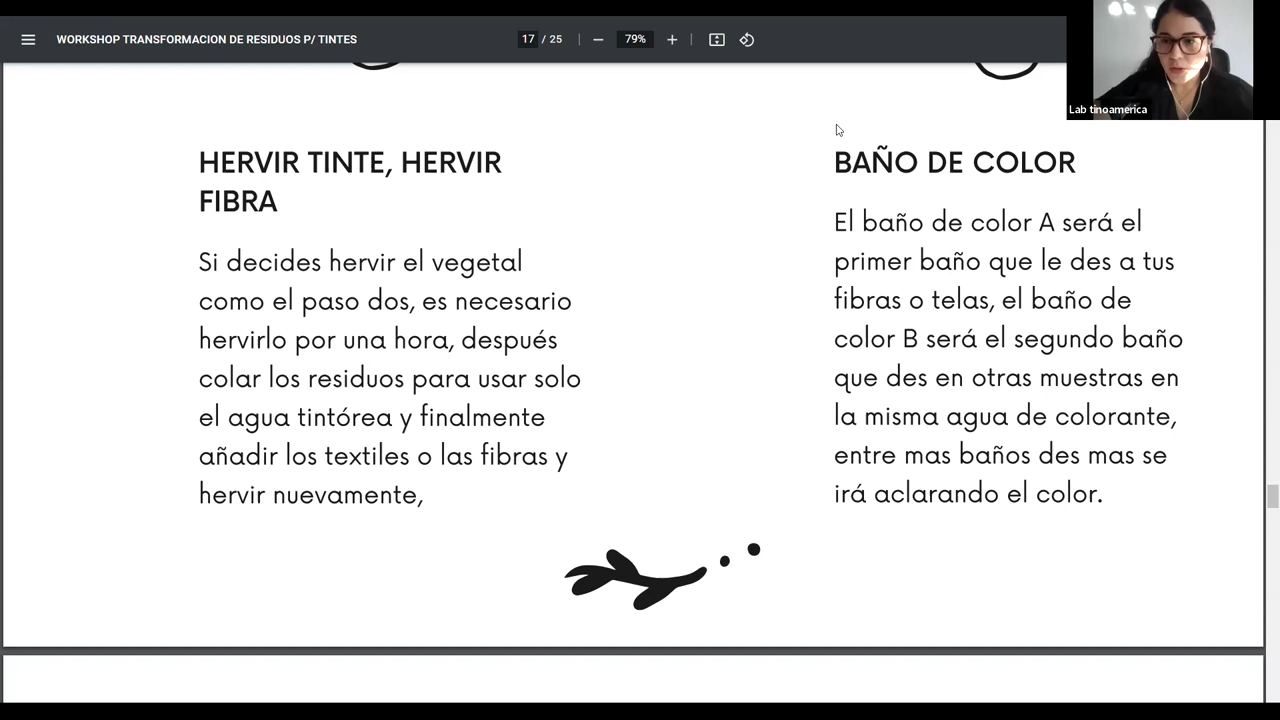 WORKSHOP TRANSFORMACION DE RESIDUOS P/ TINTES
17 / 25
79%
Lab tinoamerica
HERVIR TINTE, HERVIR
FIBRA
Si decides hervir el vegetal
como el paso dos, es necesario
hervirlo por una hora, después
colar los residuos para usar solo
el agua tintórea y finalmente
añadir los textiles o las fibras y
hervir nuevamente,
BAÑO DE COLOR
El baño de color A será el
primer baño que le des a tus
fibras o telas, el baño de
color B será el segundo baño
que des en otras muestras en
la misma agua de colorante,
entre mas baños des mas se
irá aclarando el color.